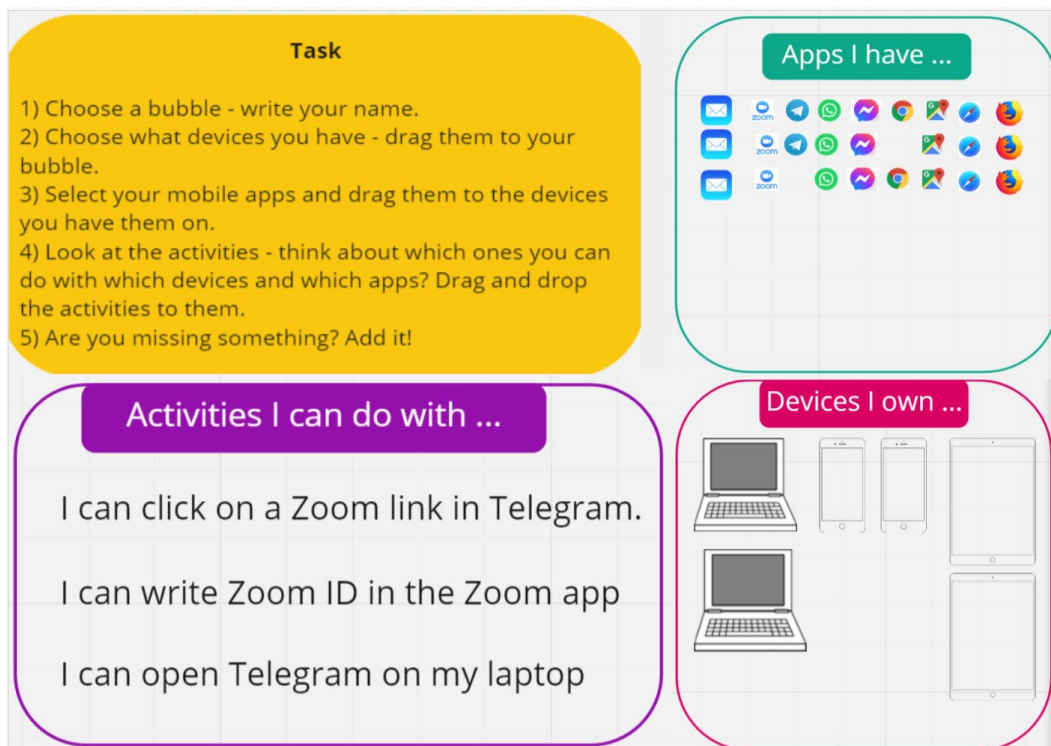 Task
1) Choose a bubble - write your name.
2) Choose what devices you have - drag them to your
bubble.
3) Select your mobile apps and drag them to the devices
you have them on.
4) Look at the activities - think about which ones you can
do with which devices and which apps? Drag and drop
the activities to them.
5) Are you missing something? Add it!
Apps I have ...
zoom
zoom
zoom
Activities I can do with ...
I can click on a Zoom link in Telegram.
I can write Zoom ID in the Zoom app
I can open Telegram on my laptop
Devices I own ...